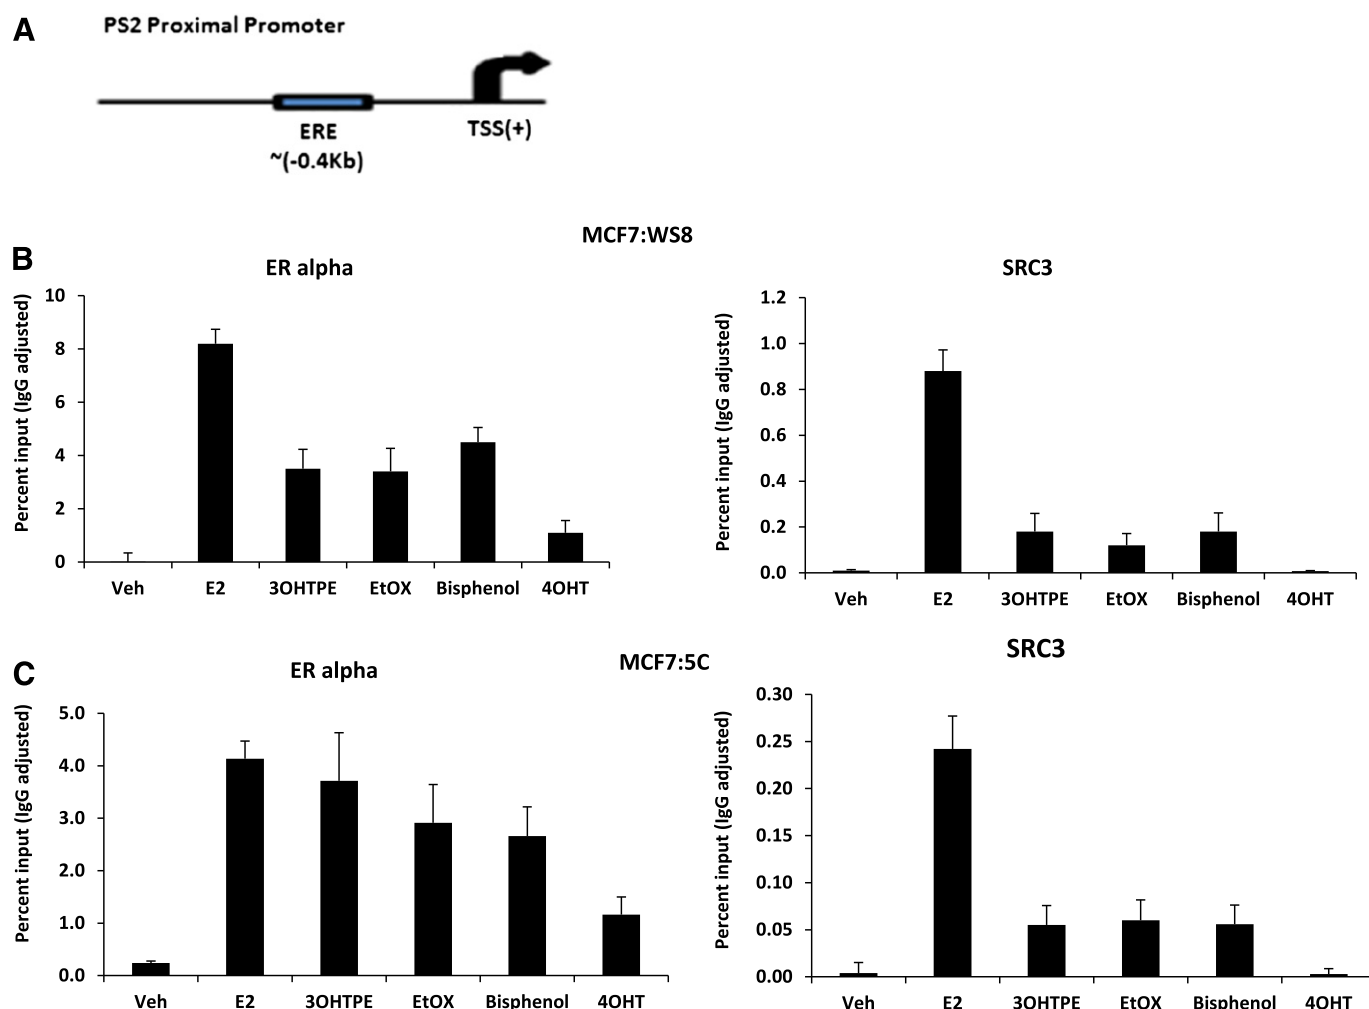 A
PS2 Proximal Promoter
ERE
~(-0.4Kb)
TSS(+)
MCF7:WS8
B
ER alpha
Percent input (IgG adjusted)
10
8
6
4
2
0
Veh E2 3OHTPE EtOX Bisphenol 4OHT
SRC3
Percent input (IgG adjusted)
1.2
1.0
0.8
0.6
0.4
0.2
0.0
Veh E2 3OHTPE EtOX Bisphenol 4OHT
MCF7:5C
C
ER alpha
Percent input (IgG adjusted)
5.0
4.0
3.0
2.0
1.0
0.0
Veh E2 3OHTPE EtOX Bisphenol 4OHT
SRC3
Percent input (IgG adjusted)
0.30
0.25
0.20
0.15
0.10
0.05
0.00
Veh E2 3OHTPE EtOX Bisphenol 4OHT